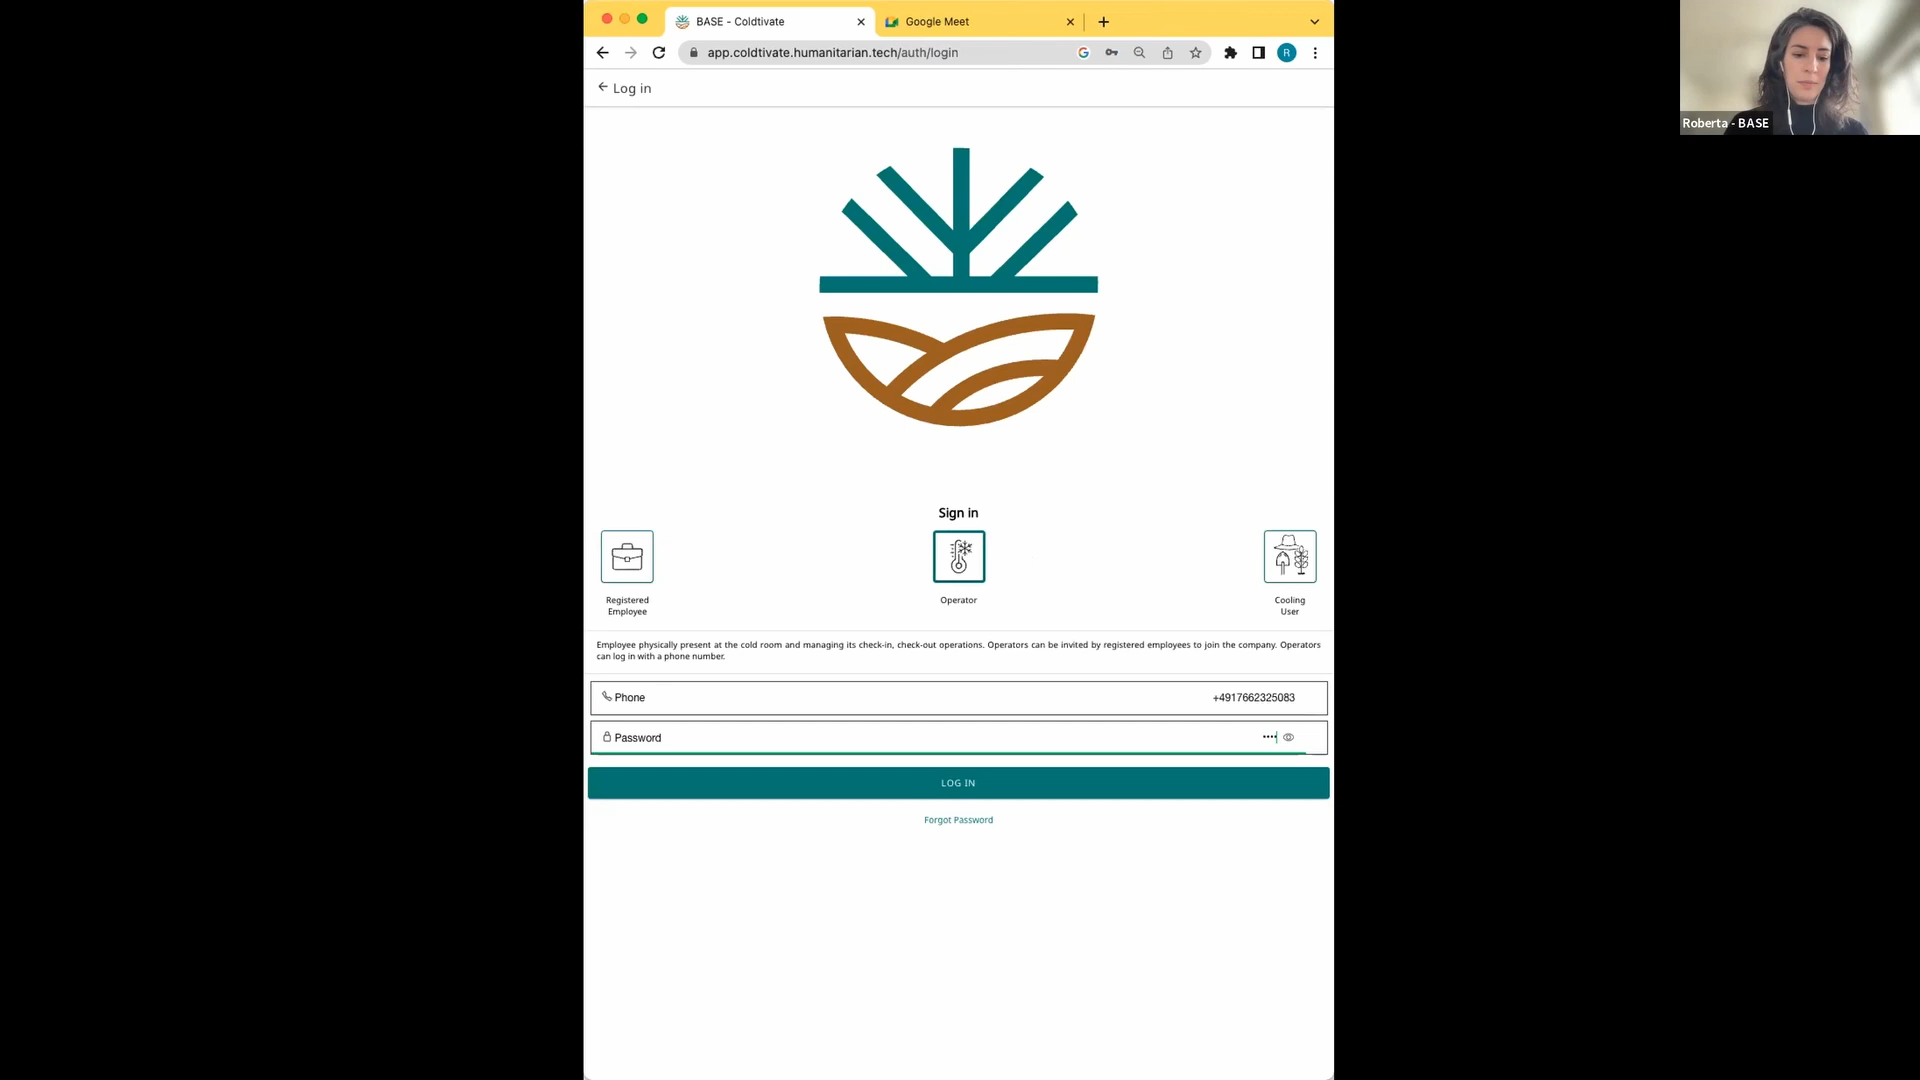 BASE - Coldtivate
Google Meet
app.coldtivate.humanitarian.tech/auth/login
R
Log in
Roberta - BASE
Sign in
Registered
Employee
Operator
Cooling
User
Employee physically present at the cold room and managing its check-in, check-out operations. Operators can be invited by registered employees to join the company. Operators
can log in with a phone number.
Phone +4917662325083
Password ••••
LOG IN
Forgot Password